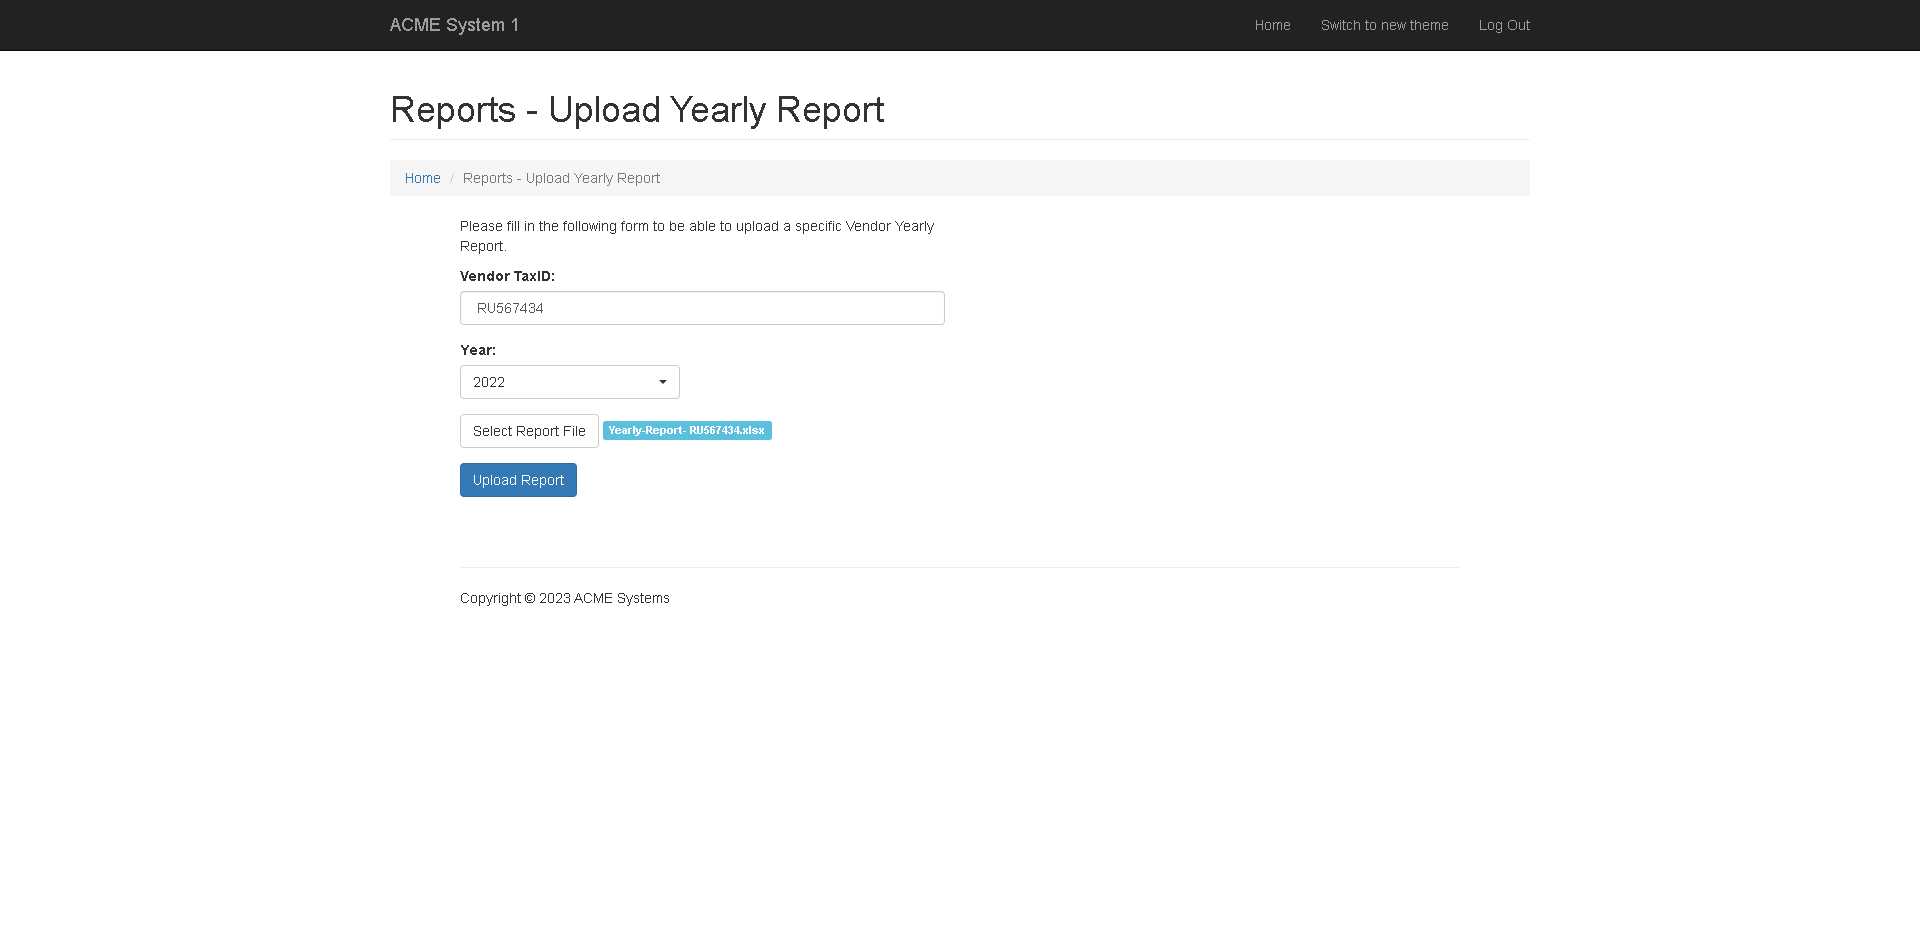 ACME System 1
Home
Switch to new theme
Log Out
Reports - Upload Yearly Report
Home / Reports - Upload Yearly Report
Please fill in the following form to be able to upload a specific Vendor Yearly
Report.
Vendor TaxID:
RU567434
Year:
2022
Select Report File
Yearly-Report- RU567434.xlsx
Upload Report
Copyright © 2023 ACME Systems